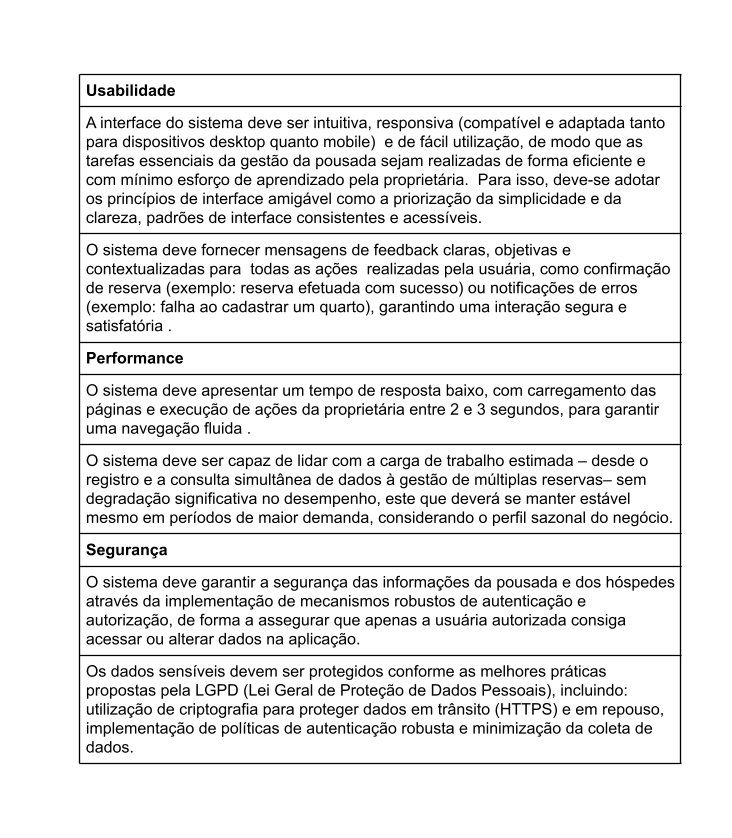 Usabilidade
A interface do sistema deve ser intuitiva, responsiva (compatível e adaptada tanto
para dispositivos desktop quanto mobile)  e de fácil utilização, de modo que as
tarefas essenciais da gestão da pousada sejam realizadas de forma eficiente e
com mínimo esforço de aprendizado pela proprietária.  Para isso, deve-se adotar
os princípios de interface amigável como a priorização da simplicidade e da
clareza, padrões de interface consistentes e acessíveis.
O sistema deve fornecer mensagens de feedback claras, objetivas e
contextualizadas para  todas as ações  realizadas pela usuária, como confirmação
de reserva (exemplo: reserva efetuada com sucesso) ou notificações de erros
(exemplo: falha ao cadastrar um quarto), garantindo uma interação segura e
satisfatória .
Performance
O sistema deve apresentar um tempo de resposta baixo, com carregamento das
páginas e execução de ações da proprietária entre 2 e 3 segundos, para garantir
uma navegação fluida .
O sistema deve ser capaz de lidar com a carga de trabalho estimada – desde o
registro e a consulta simultânea de dados à gestão de múltiplas reservas– sem
degradação significativa no desempenho, este que deverá se manter estável
mesmo em períodos de maior demanda, considerando o perfil sazonal do negócio.
Segurança
O sistema deve garantir a segurança das informações da pousada e dos hóspedes
através da implementação de mecanismos robustos de autenticação e
autorização, de forma a assegurar que apenas a usuária autorizada consiga
acessar ou alterar dados na aplicação.
Os dados sensíveis devem ser protegidos conforme as melhores práticas
propostas pela LGPD (Lei Geral de Proteção de Dados Pessoais), incluindo:
utilização de criptografia para proteger dados em trânsito (HTTPS) e em repouso,
implementação de políticas de autenticação robusta e minimização da coleta de
dados.